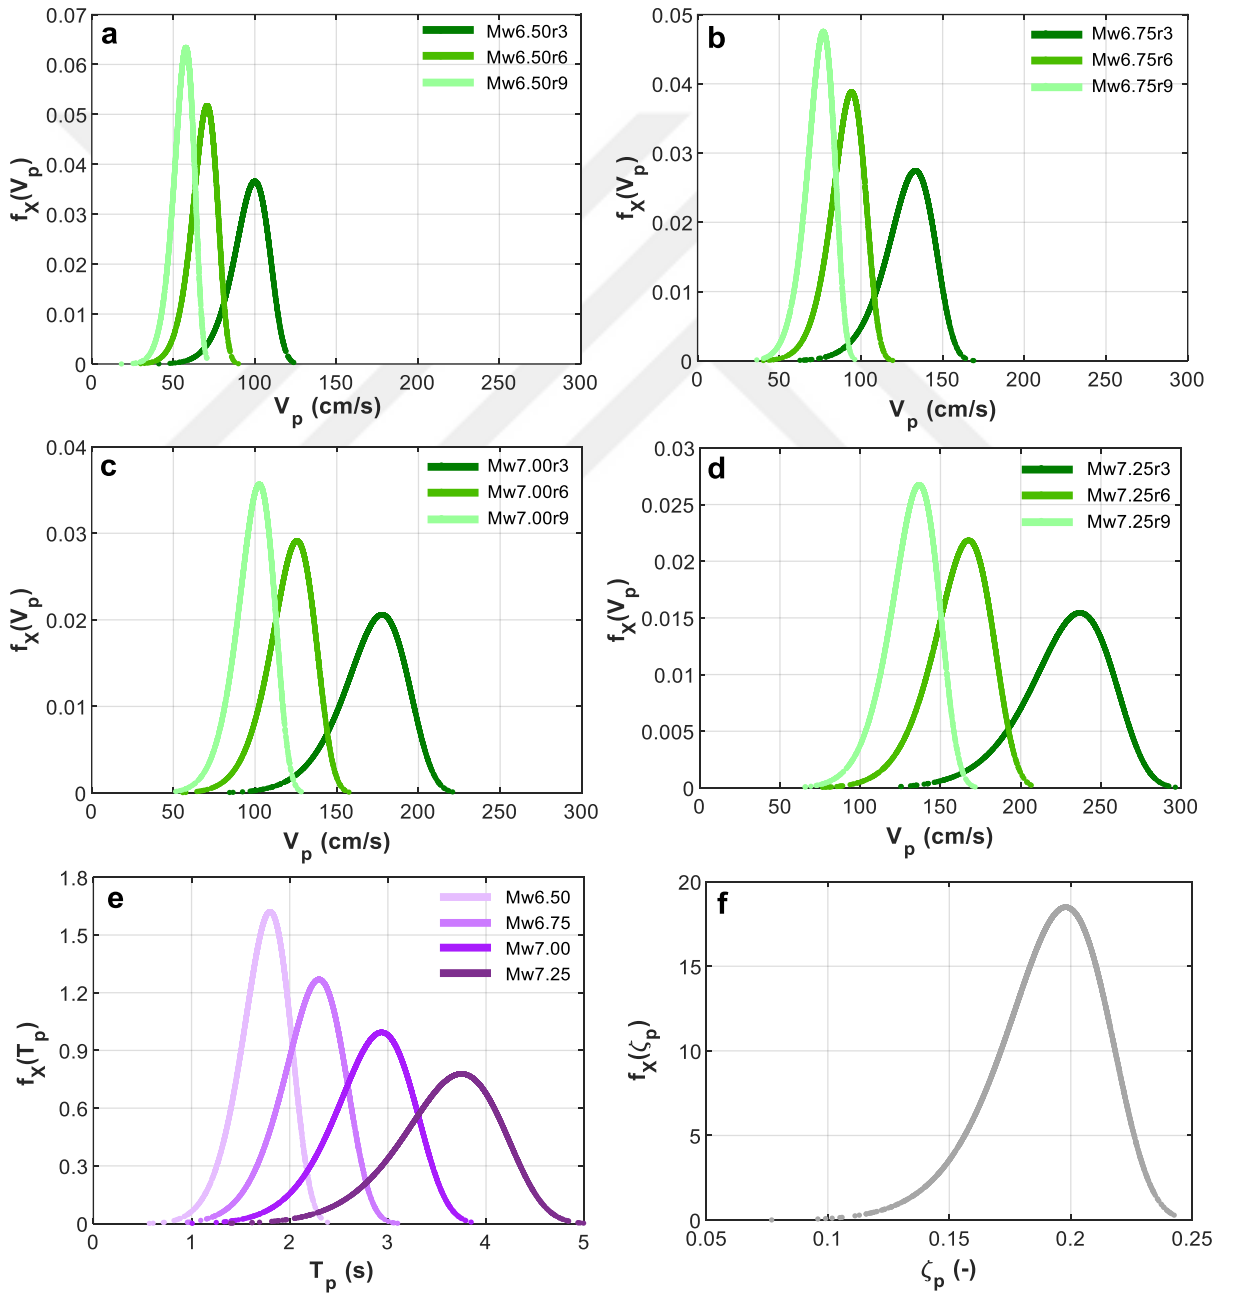 a
Mw6.50r3
Mw6.50r6
Mw6.50r9
0.07
0.06
0.05
0.04
0.03
0.02
0.01
0
f_X(V_p)
0 50 100 150 200 250 300
V_p (cm/s)
b
Mw6.75r3
Mw6.75r6
Mw6.75r9
0.05
0.04
0.03
0.02
0.01
0
f_X(V_p)
0 50 100 150 200 250 300
V_p (cm/s)
c
Mw7.00r3
Mw7.00r6
Mw7.00r9
0.04
0.03
0.02
0.01
0
f_X(V_p)
0 50 100 150 200 250 300
V_p (cm/s)
d
Mw7.25r3
Mw7.25r6
Mw7.25r9
0.03
0.025
0.02
0.015
0.01
0.005
0
f_X(V_p)
0 50 100 150 200 250 300
V_p (cm/s)
e
Mw6.50
Mw6.75
Mw7.00
Mw7.25
1.8
1.5
1.2
0.9
0.6
0.3
0
f_X(T_p)
0 1 2 3 4 5
T_p (s)
f
20
15
10
5
0
f_X(ζ_p)
0.05 0.1 0.15 0.2 0.25
ζ_p (-)